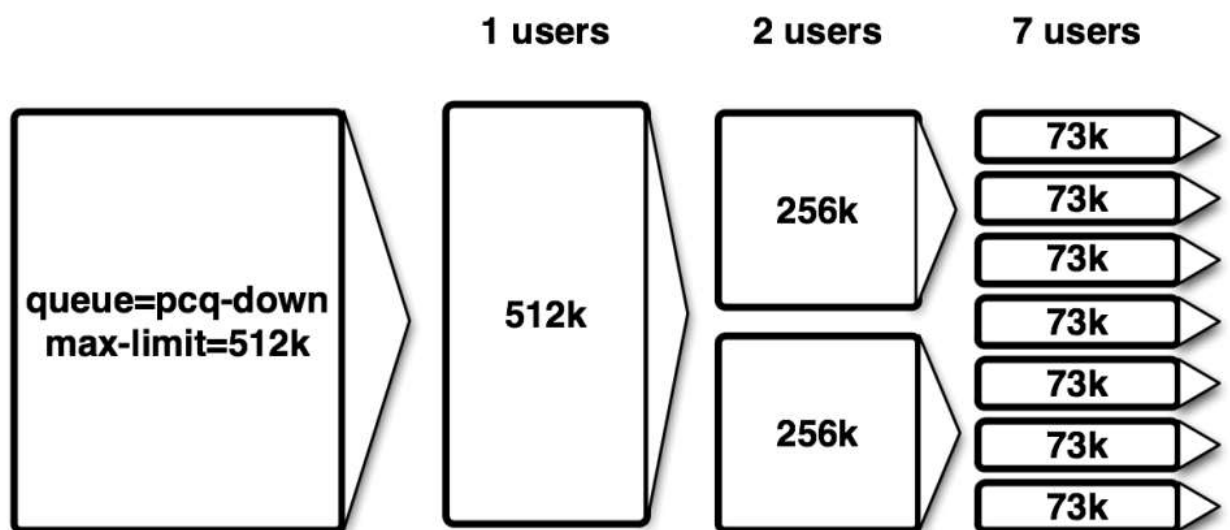 1 users
2 users
7 users
queue=pcq-down
max-limit=512k
512k
256k
256k
73k
73k
73k
73k
73k
73k
73k